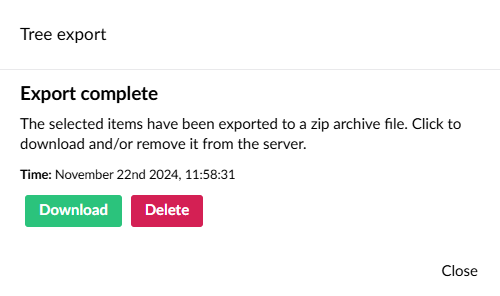 Tree export
Export complete
The selected items have been exported to a zip archive file. Click to
download and/or remove it from the server.
Time: November 22nd 2024, 11:58:31
Download Delete
Close